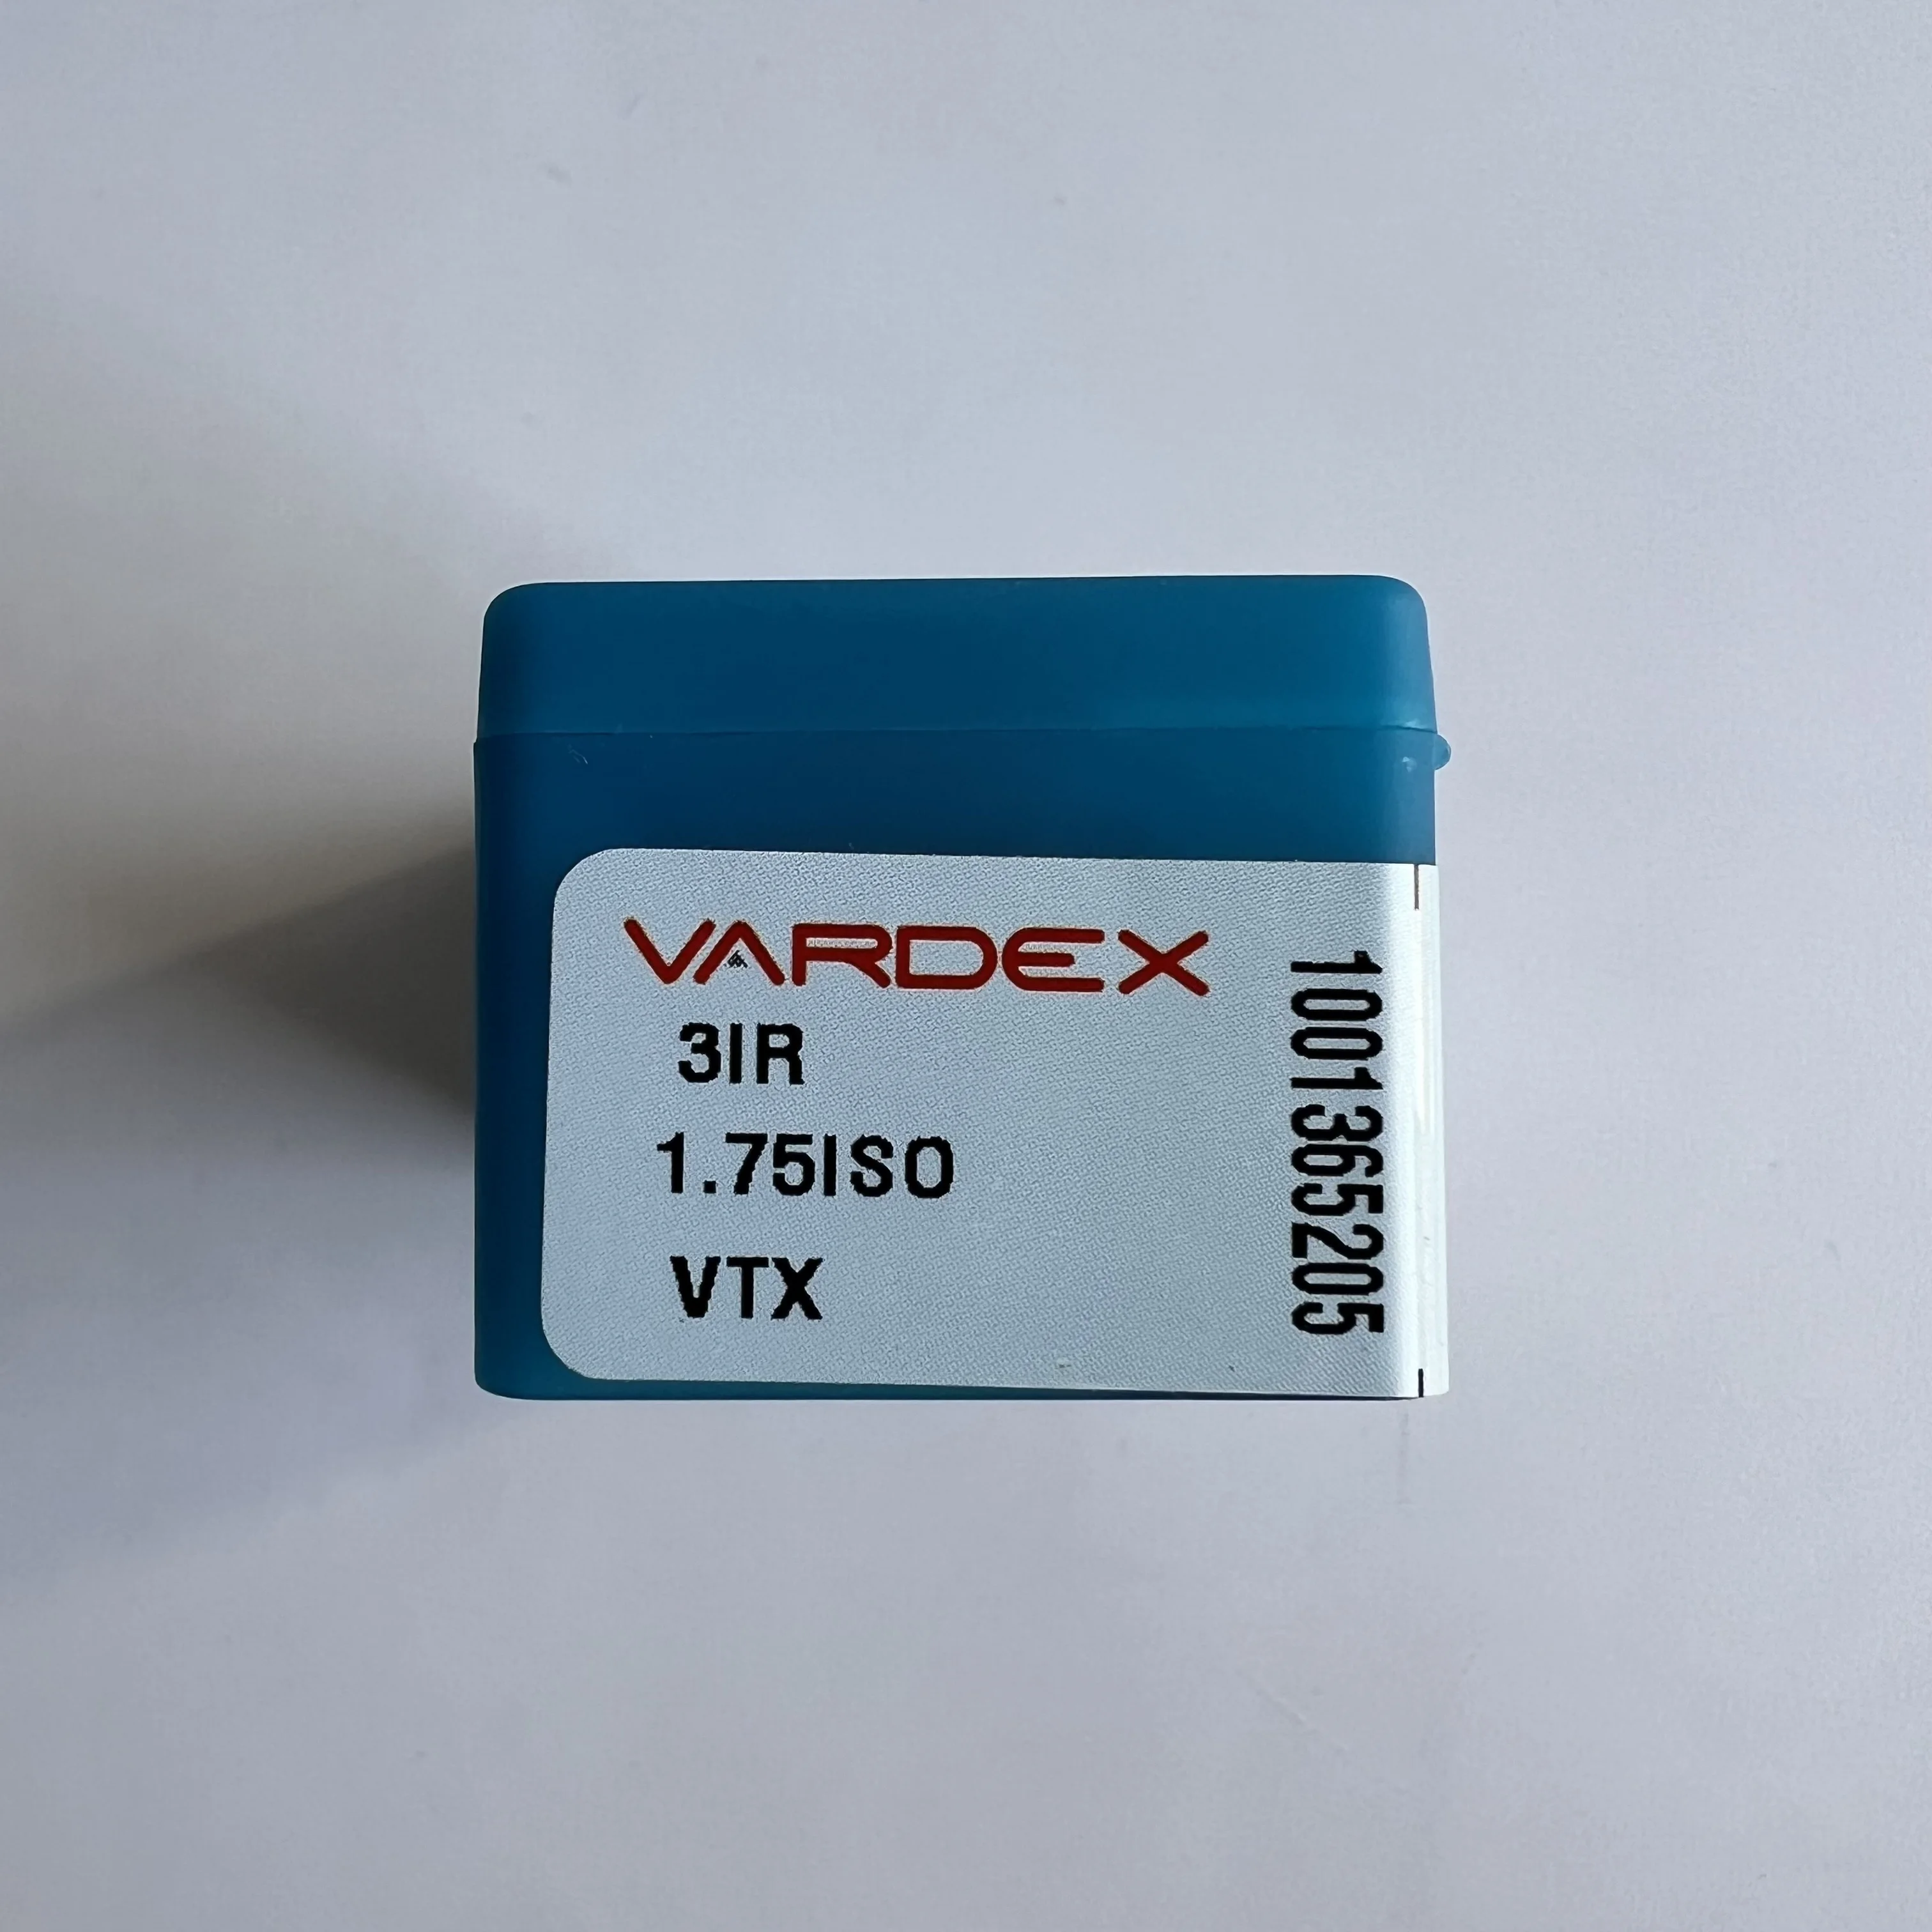 VARDEX
3IR
1.75ISO
VTX
1001365205